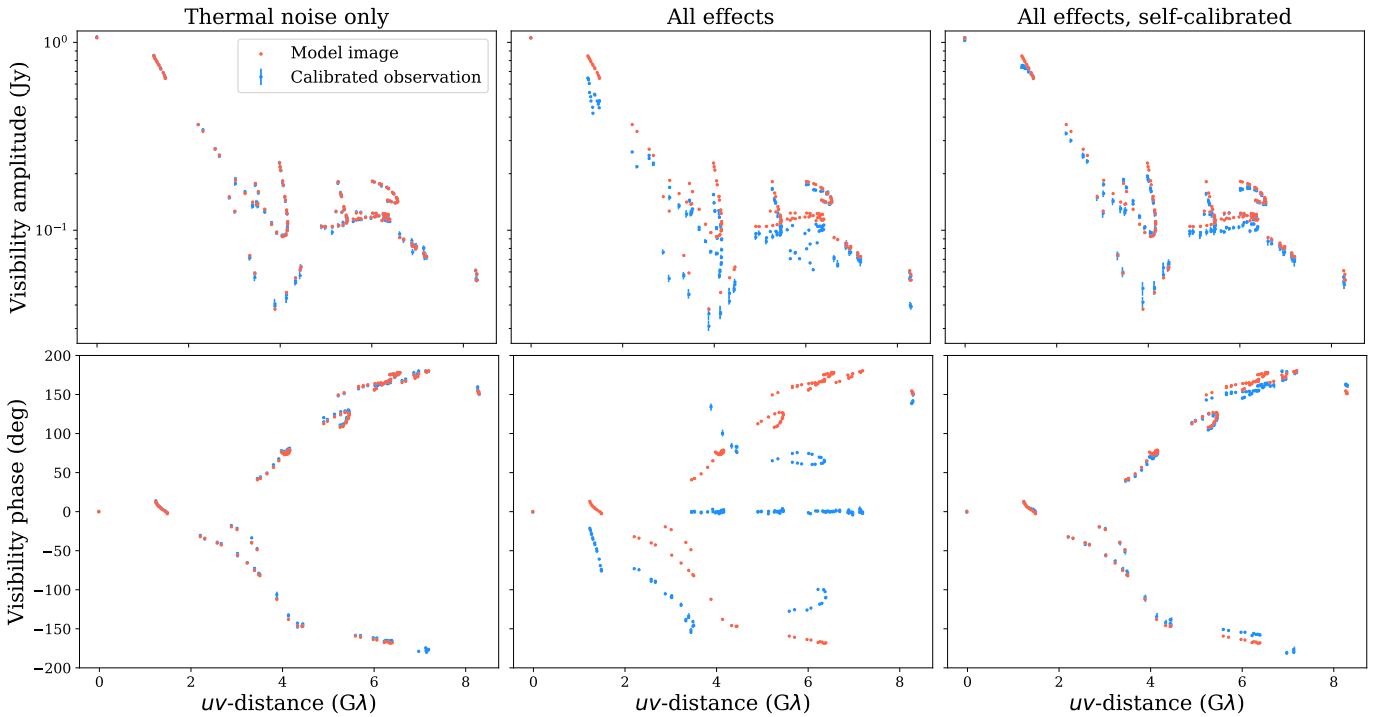 Thermal noise only
All effects
All effects, self-calibrated
Visibility amplitude (Jy)
10⁰
10⁻¹
Model image
Calibrated observation
Visibility phase (deg)
200
150
100
50
0
−50
−100
−150
−200
0 2 4 6 8
0 2 4 6 8
0 2 4 6 8
uv-distance (Gλ)
uv-distance (Gλ)
uv-distance (Gλ)